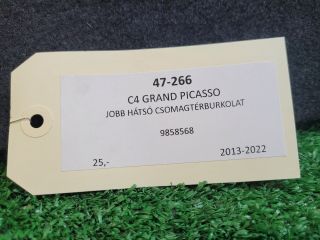 47-266
C4 GRAND PICASSO
JOBB HÁTSÓ CSOMAGTÉRBURKOLAT
9858568
25,- 2013-2022